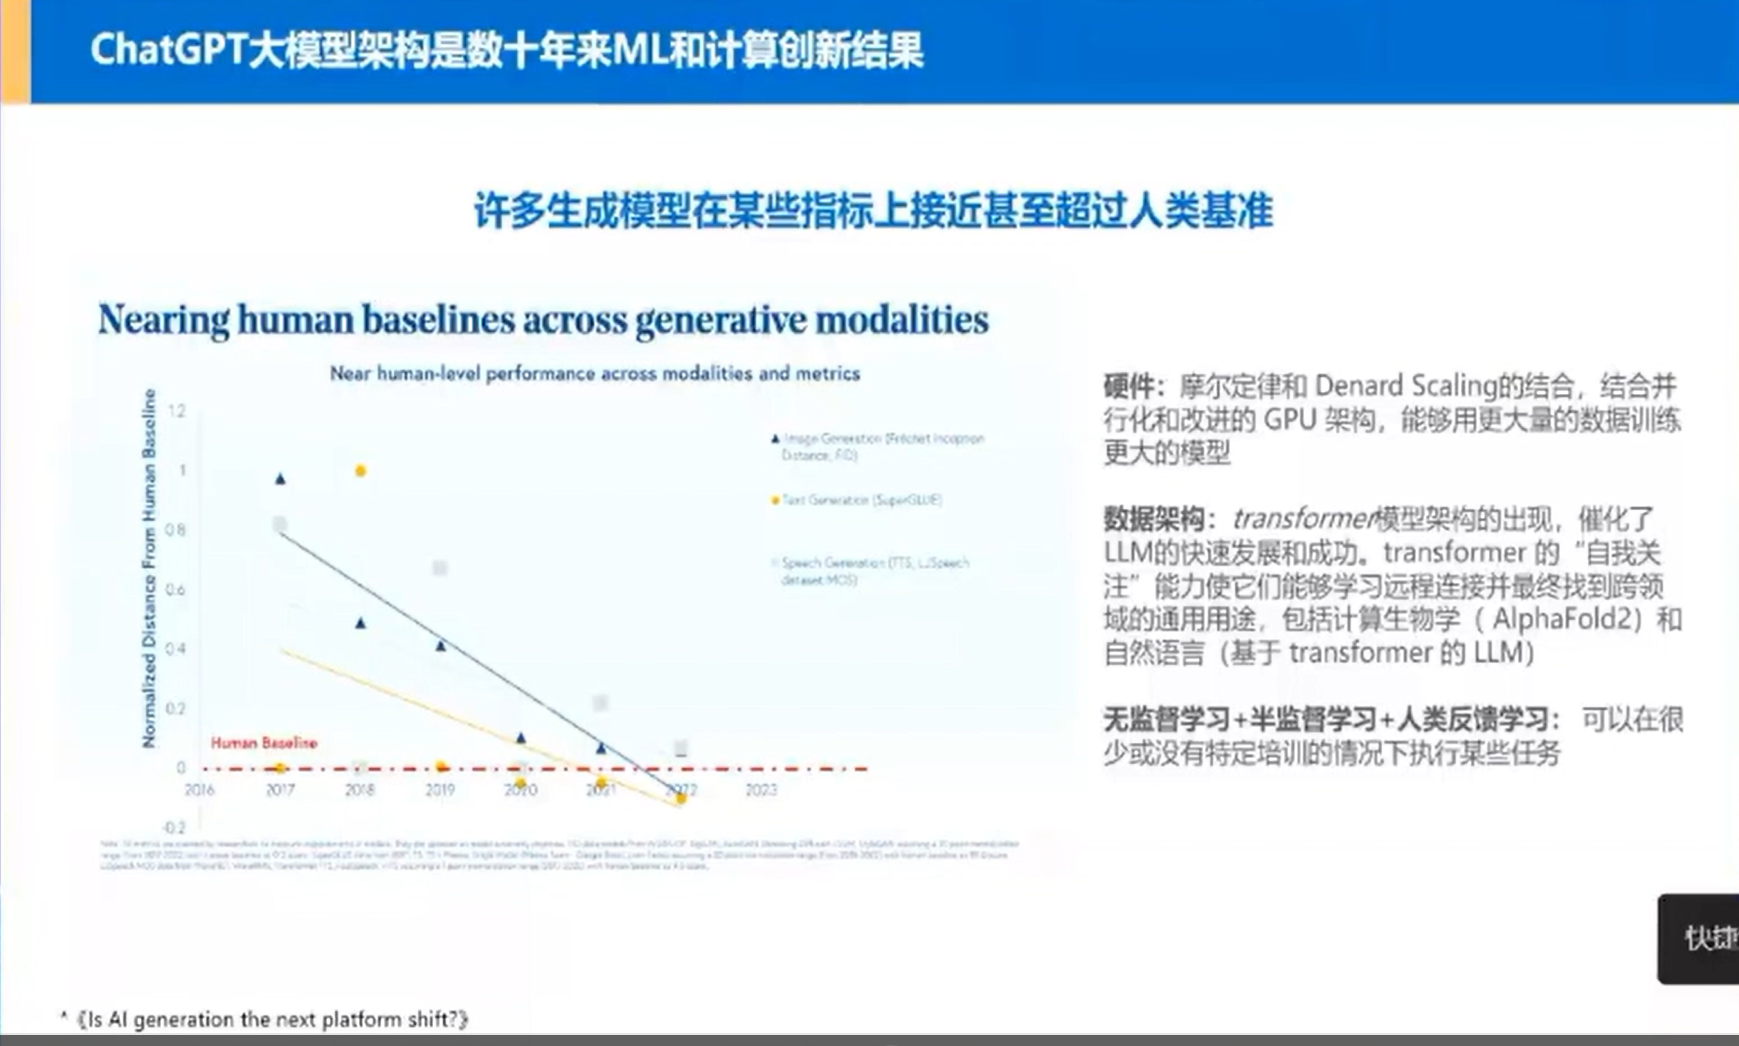 ChatGPT大模型架构是数十年来ML和计算创新结果
许多生成模型在某些指标上接近甚至超过人类基准
Nearing human baselines across generative modalities
Near human-level performance across modalities and metrics
Normalized Distance From Human Baseline
1.2
1
0.8
0.6
0.4
0.2
0
-0.2
Image Generation (Fréchet Inception
Distance, FID)
Text Generation (SuperGLUE)
Speech Generation (TTS, LJSpeech
dataset MOS)
Human Baseline
2016 2017 2018 2019 2020 2021 2022 2023
硬件：摩尔定律和 Denard Scaling的结合，结合并
行化和改进的 GPU 架构，能够用更大量的数据训练
更大的模型
数据架构：transformer模型架构的出现，催化了
LLM的快速发展和成功。transformer 的“自我关
注”能力使它们能够学习远程连接并最终找到跨领
域的通用用途，包括计算生物学（ AlphaFold2）和
自然语言（基于 transformer 的 LLM）
无监督学习+半监督学习+人类反馈学习： 可以在很
少或没有特定培训的情况下执行某些任务
快捷
* 《Is AI generation the next platform shift?》